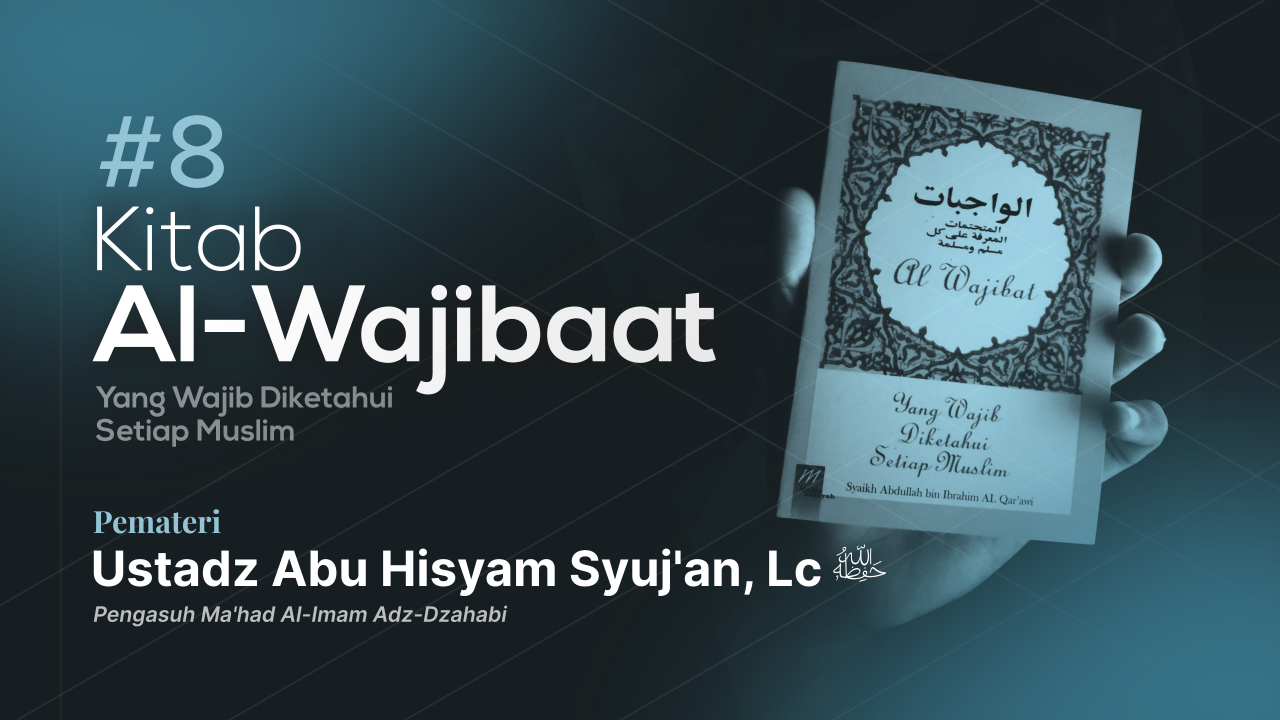 #8
Kitab
Al-Wajibaat
Yang Wajib Diketahui
Setiap Muslim
Pemateri
Ustadz Abu Hisyam Syuj'an, Lc حفظه الله
Pengasuh Ma'had Al-Imam Adz-Dzahabi
الواجبات
المتحتمات
المعرفة على كل
مسلم ومسلمة
Al Wajibat
Yang Wajib
Diketahui
Setiap Muslim
Syaikh Abdullah bin Ibrahim AL Qar'awi